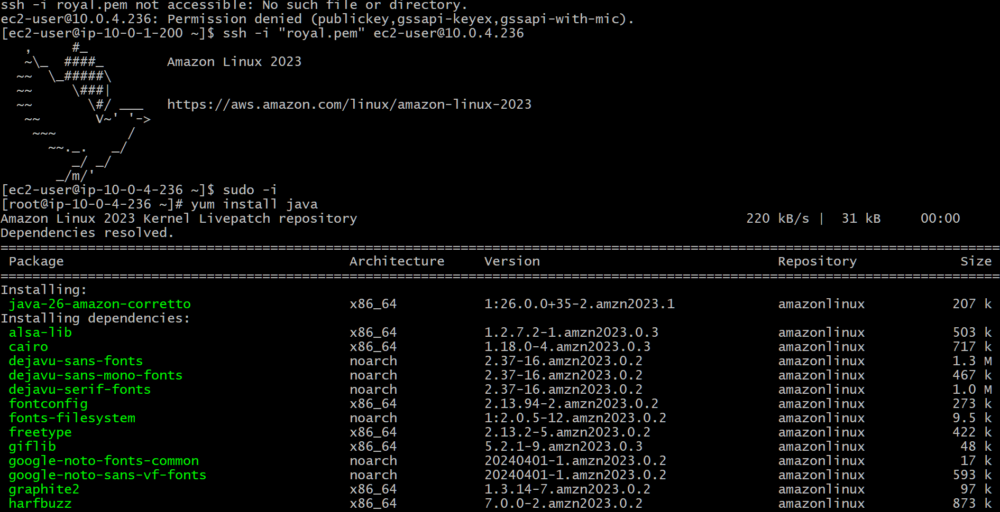 ssh -i royal.pem not accessible: No such file or directory.
ec2-user@10.0.4.236: Permission denied (publickey,gssapi-keyex,gssapi-with-mic).
[ec2-user@ip-10-0-1-200 ~]$ ssh -i "royal.pem" ec2-user@10.0.4.236
   ,     #_
   ~\_  ####_        Amazon Linux 2023
  ~~  \_#####\
  ~~     \###|
  ~~       \#/ ___   https://aws.amazon.com/linux/amazon-linux-2023
   ~~       V~' '->
    ~~~         /
      ~~._.   _/
         _/ _/
       _/m/'
[ec2-user@ip-10-0-4-236 ~]$ sudo -i
[root@ip-10-0-4-236 ~]# yum install java
Amazon Linux 2023 Kernel Livepatch repository 220 kB/s | 31 kB 00:00
Dependencies resolved.
==============================================================================================================================
Package Architecture Version Repository Size
==============================================================================================================================
Installing:
java-26-amazon-corretto x86_64 1:26.0.0+35-2.amzn2023.1 amazonlinux 207 k
Installing dependencies:
alsa-lib x86_64 1.2.7.2-1.amzn2023.0.3 amazonlinux 503 k
cairo x86_64 1.18.0-4.amzn2023.0.3 amazonlinux 717 k
dejavu-sans-fonts noarch 2.37-16.amzn2023.0.2 amazonlinux 1.3 M
dejavu-sans-mono-fonts noarch 2.37-16.amzn2023.0.2 amazonlinux 467 k
dejavu-serif-fonts noarch 2.37-16.amzn2023.0.2 amazonlinux 1.0 M
fontconfig x86_64 2.13.94-2.amzn2023.0.2 amazonlinux 273 k
fonts-filesystem noarch 1:2.0.5-12.amzn2023.0.2 amazonlinux 9.5 k
freetype x86_64 2.13.2-5.amzn2023.0.2 amazonlinux 422 k
giflib x86_64 5.2.1-9.amzn2023.0.3 amazonlinux 48 k
google-noto-fonts-common noarch 20240401-1.amzn2023.0.2 amazonlinux 17 k
google-noto-sans-vf-fonts noarch 20240401-1.amzn2023.0.2 amazonlinux 593 k
graphite2 x86_64 1.3.14-7.amzn2023.0.2 amazonlinux 97 k
harfbuzz x86_64 7.0.0-2.amzn2023.0.2 amazonlinux 873 k